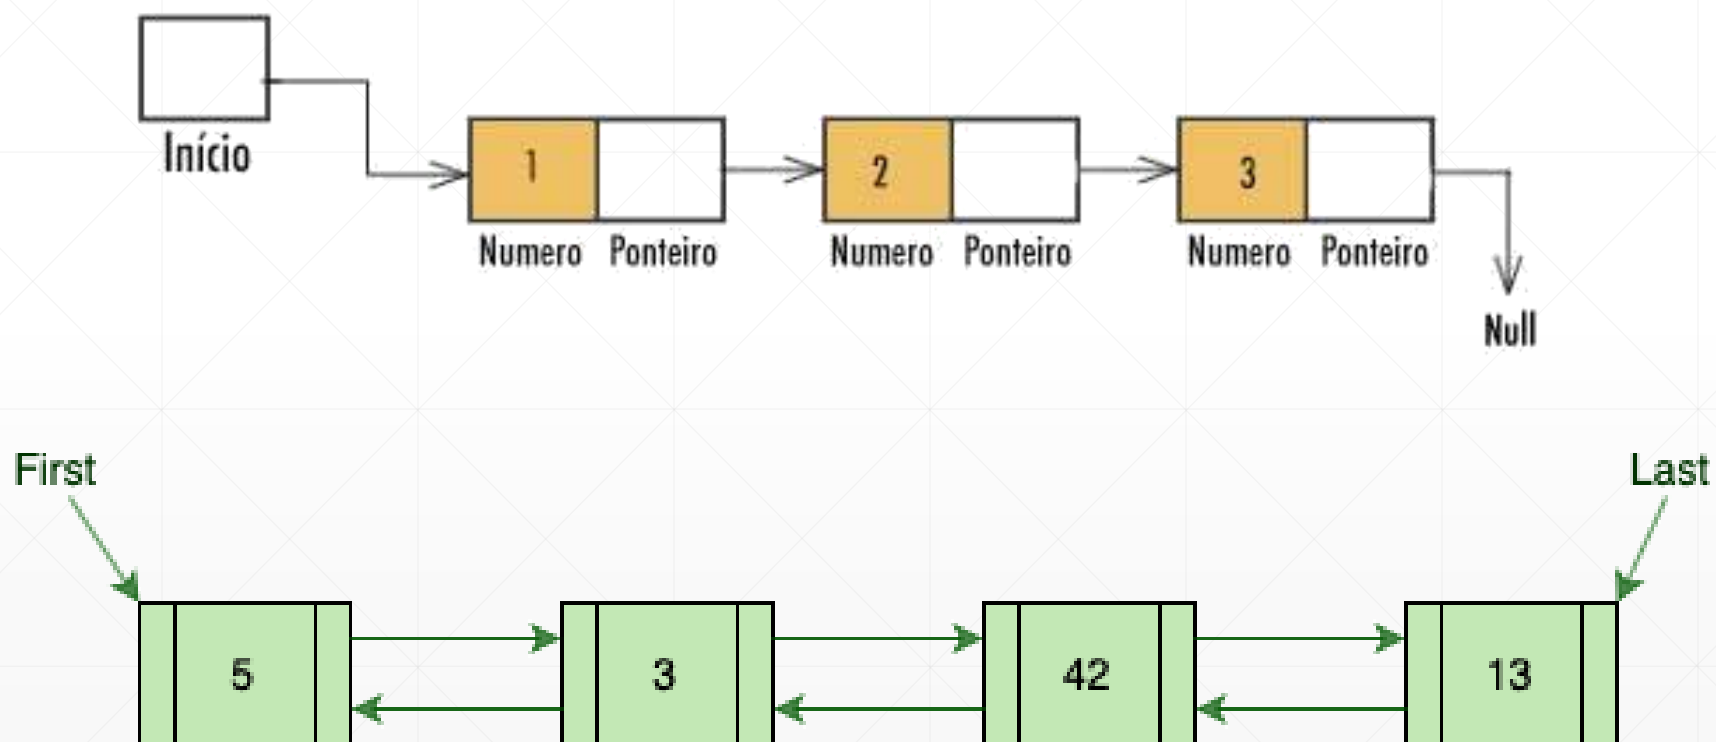 Início
1
2
3
Numero Ponteiro Numero Ponteiro Numero Ponteiro
Null
First Last
5 3 42 13